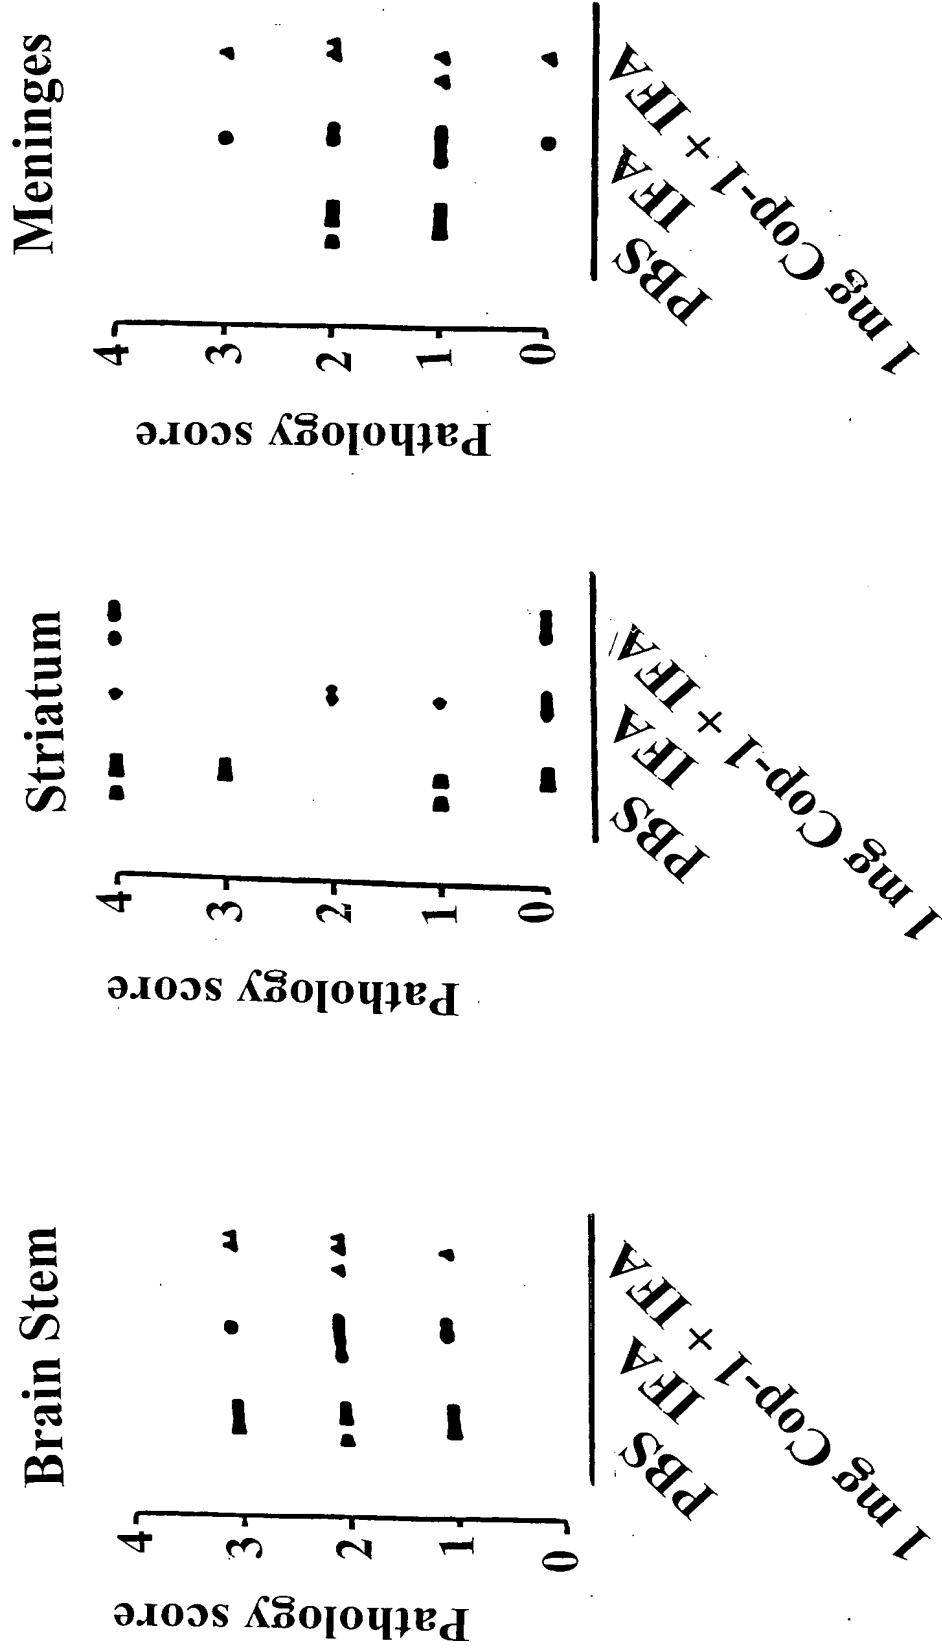 Brain Stem
Pathology score
4
3
2
1
0
PBS
IFA
1 mg Cop-1 + IFA
Striatum
Pathology score
4
3
2
1
0
PBS
IFA
1 mg Cop-1 + IFA
Meninges
Pathology score
4
3
2
1
0
PBS
IFA
1 mg Cop-1 + IFA